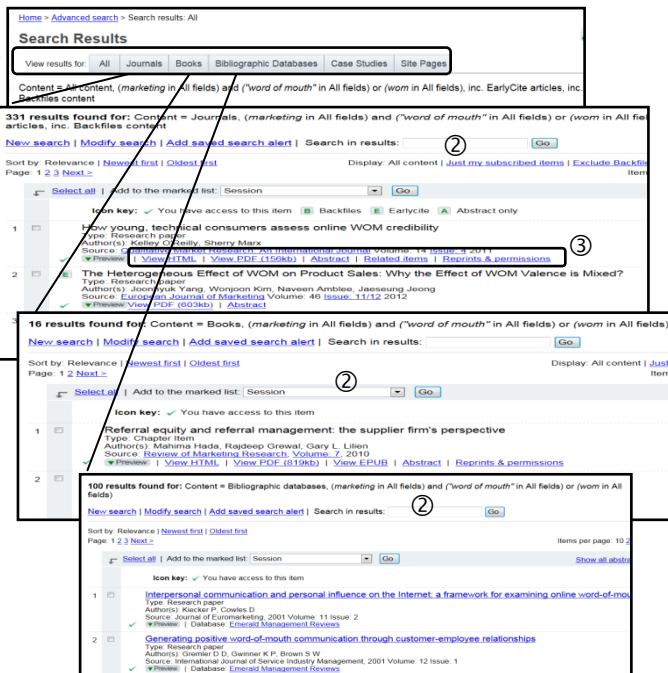 Home > Advanced search > Search results: All
Search Results
View results for: All Journals Books Bibliographic Databases Case Studies Site Pages
Content = All content, (marketing in All fields) and ("word of mouth" in All fields) or (wom in All fields), inc. EarlyCite articles, inc.
Backfiles content
331 results found for: Content = Journals, (marketing in All fields) and ("word of mouth" in All fields) or (wom in All fiel
articles, inc. Backfiles content
New search | Modify search | Add saved search alert | Search in results: ② Go
Sort by: Relevance | Newest first | Oldest first Display: All content | Just my subscribed items | Exclude Backfile
Page: 1 2 3 Next > Item
Select all | Add to the marked list: Session Go
Icon key: ✓ You have access to this item B Backfiles E Earlycite A Abstract only
1 How young, technical consumers assess online WOM credibility
Type: Research paper
Author(s): Kelley O'Reilly, Sherry Marx
Source: Qualitative Market Research: An International Journal Volume: 14 Issue: 4 2011 ③
✓ ▼Preview | View HTML | View PDF (156kb) | Abstract | Related items | Reprints & permissions
2 E The Heterogeneous Effect of WOM on Product Sales: Why the Effect of WOM Valence is Mixed?
Type: Research paper
Author(s): Joonhyuk Yang, Wonjoon Kim, Naveen Amblee, Jaeseung Jeong
Source: European Journal of Marketing Volume: 46 Issue: 11/12 2012
✓ ▼Preview View PDF (603kb) | Abstract
3
16 results found for: Content = Books, (marketing in All fields) and ("word of mouth" in All fields) or (wom in All fields)
New search | Modify search | Add saved search alert | Search in results: Go
Sort by: Relevance | Newest first | Oldest first Display: All content | Just
Page: 1 2 Next > Item
Select all | Add to the marked list: Session ② Go
Icon key: ✓ You have access to this item
1 Referral equity and referral management: the supplier firm's perspective
Type: Chapter Item
Author(s): Mahima Hada, Rajdeep Grewal, Gary L. Lilien
Source: Review of Marketing Research, Volume: 7, 2010
✓ ▼Preview | View HTML | View PDF (819kb) | View EPUB | Abstract | Reprints & permissions
2
100 results found for: Content = Bibliographic databases, (marketing in All fields) and ("word of mouth" in All fields) or (wom in All
fields)
New search | Modify search | Add saved search alert | Search in results: ② Go
Sort by: Relevance | Newest first | Oldest first
Page: 1 2 3 Next > Items per page: 10 2
Select all | Add to the marked list: Session Go Show all abstra
Icon key: ✓ You have access to this item
1 Interpersonal communication and personal influence on the Internet: a framework for examining online word-of-mou
Type: Research paper
Author(s): Kiecker P, Cowles D
Source: Journal of Euromarketing, 2001 Volume: 11 Issue: 2
✓ ▼Preview | Database: Emerald Management Reviews
2 Generating positive word-of-mouth communication through customer-employee relationships
Type: Research paper
Author(s): Gremler D D, Gwinner K P, Brown S W
Source: International Journal of Service Industry Management, 2001 Volume: 12 Issue: 1
✓ ▼Preview | Database: Emerald Management Reviews